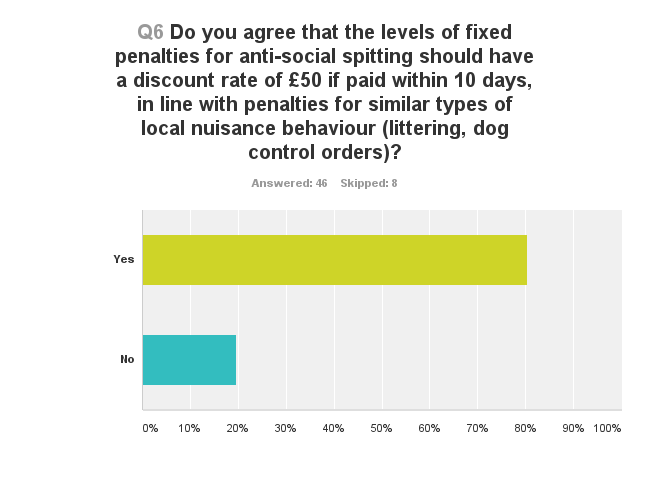 Q6 Do you agree that the levels of fixed
penalties for anti-social spitting should have
a discount rate of £50 if paid within 10 days,
in line with penalties for similar types of
local nuisance behaviour (littering, dog
control orders)?
Answered: 46 Skipped: 8
Yes
No
0% 10% 20% 30% 40% 50% 60% 70% 80% 90% 100%